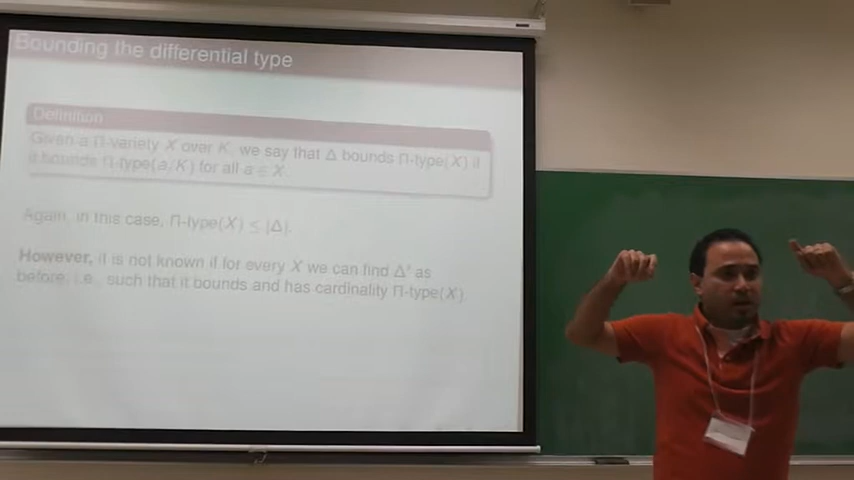 Bounding the differential type
Definition
Given a Π-variety X over K, we say that Δ bounds Π-type(X) if
it bounds Π-type(a/K) for all a ∈ X.
Again, in this case, Π-type(X) ≤ |Δ|.
However, it is not known if for every X we can find Δ' as
before; i.e., such that it bounds and has cardinality Π-type(X).